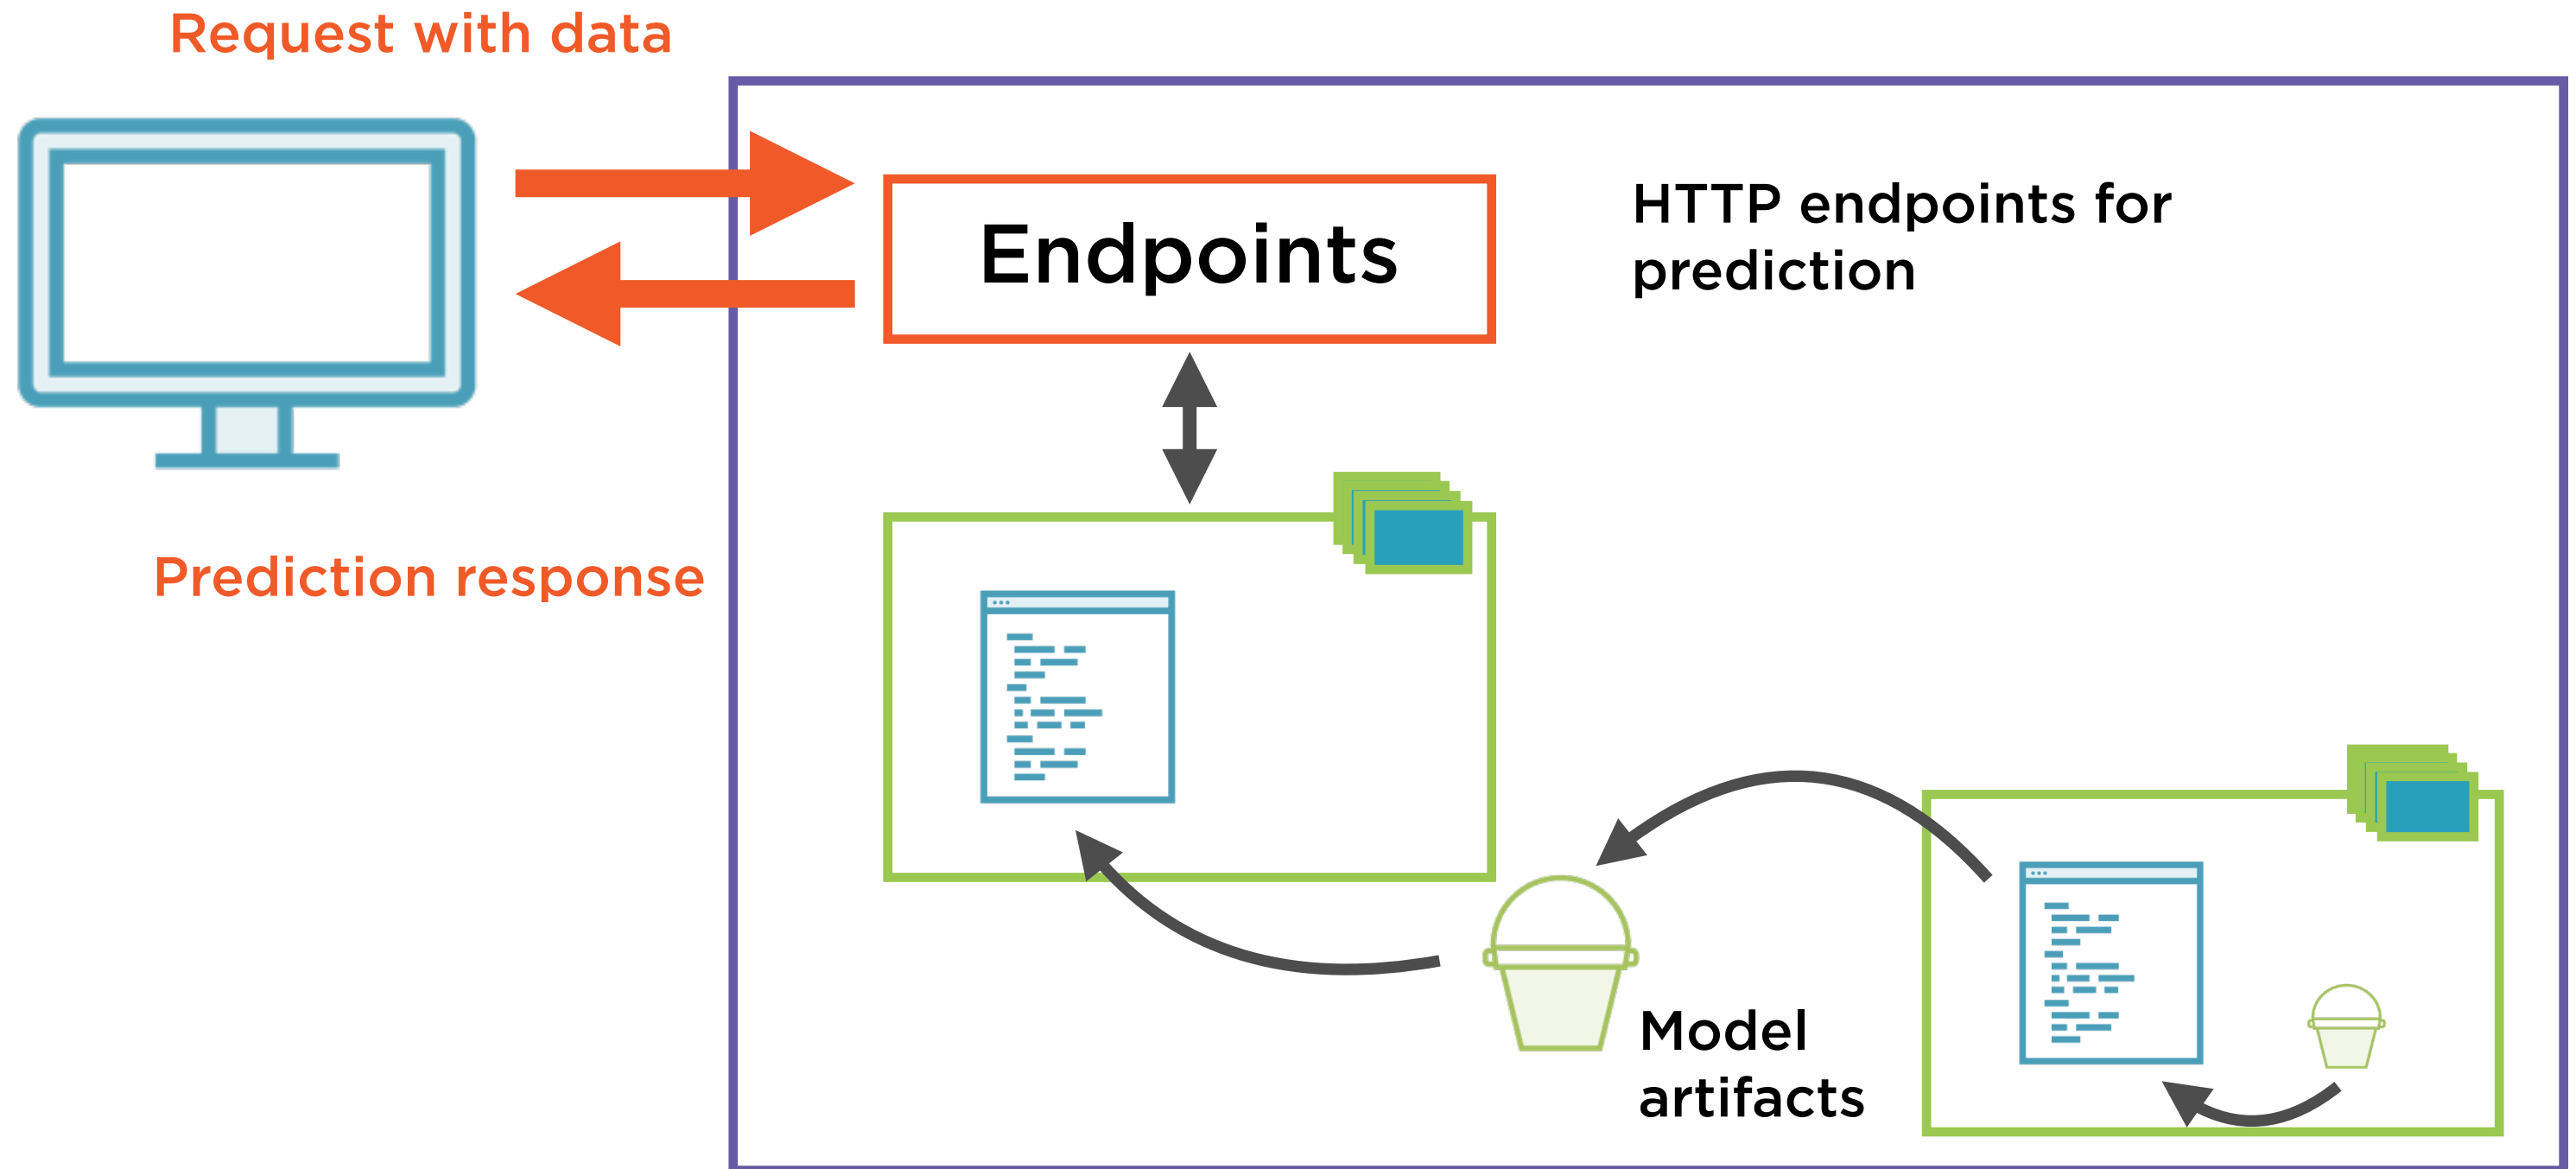 Request with data
Endpoints
HTTP endpoints for
prediction
Prediction response
Model
artifacts